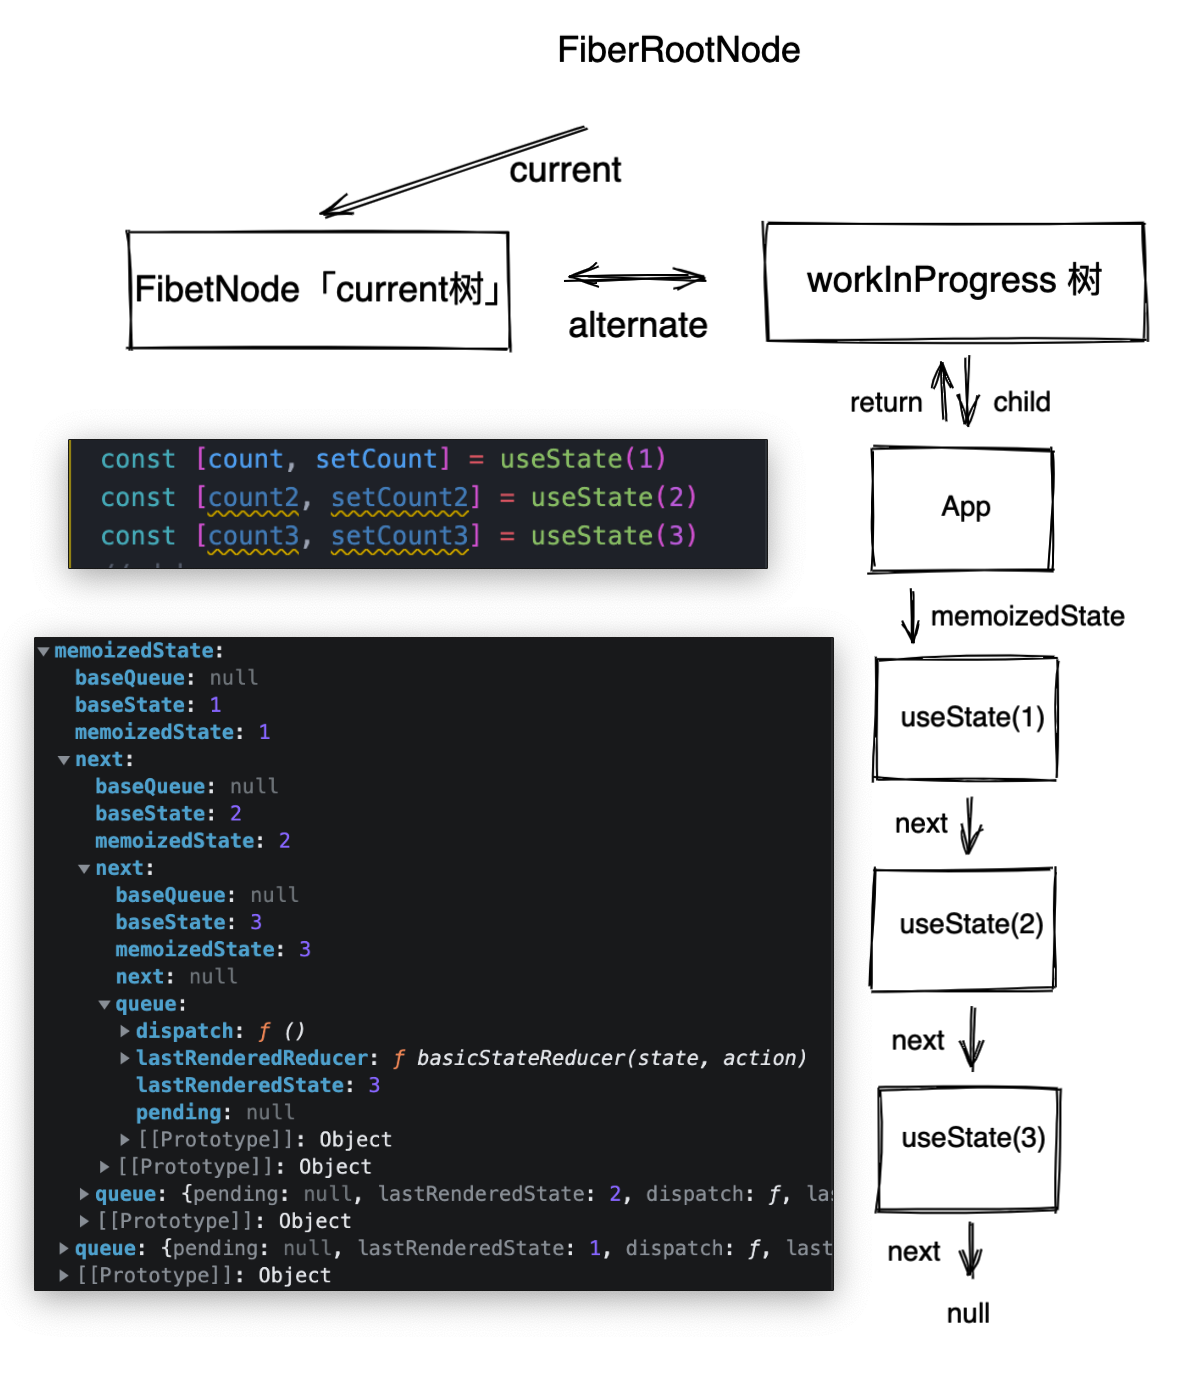 FiberRootNode
current
FibetNode「current树」
alternate
workInProgress 树
return
child
const [count, setCount] = useState(1)
const [count2, setCount2] = useState(2)
const [count3, setCount3] = useState(3)
App
memoizedState
useState(1)
next
useState(2)
next
useState(3)
next
null
memoizedState:
baseQueue: null
baseState: 1
memoizedState: 1
next:
baseQueue: null
baseState: 2
memoizedState: 2
next:
baseQueue: null
baseState: 3
memoizedState: 3
next: null
queue:
dispatch: ƒ ()
lastRenderedReducer: ƒ basicStateReducer(state, action)
lastRenderedState: 3
pending: null
[[Prototype]]: Object
[[Prototype]]: Object
queue: {pending: null, lastRenderedState: 2, dispatch: ƒ, las
[[Prototype]]: Object
queue: {pending: null, lastRenderedState: 1, dispatch: ƒ, last
[[Prototype]]: Object